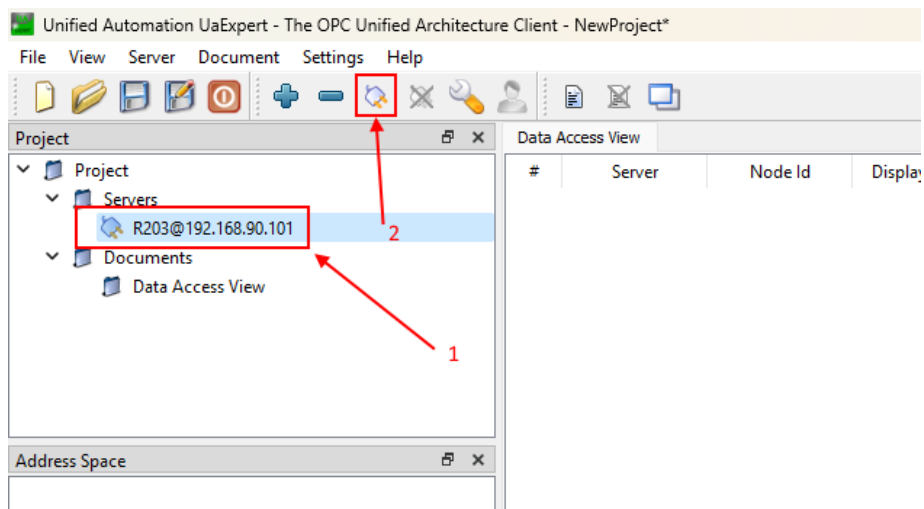 Unified Automation UaExpert - The OPC Unified Architecture Client - NewProject*
File View Server Document Settings Help
Project
Data Access View
Project
# Server Node Id Display
Servers
R203@192.168.90.101
2
Documents
Data Access View
1
Address Space